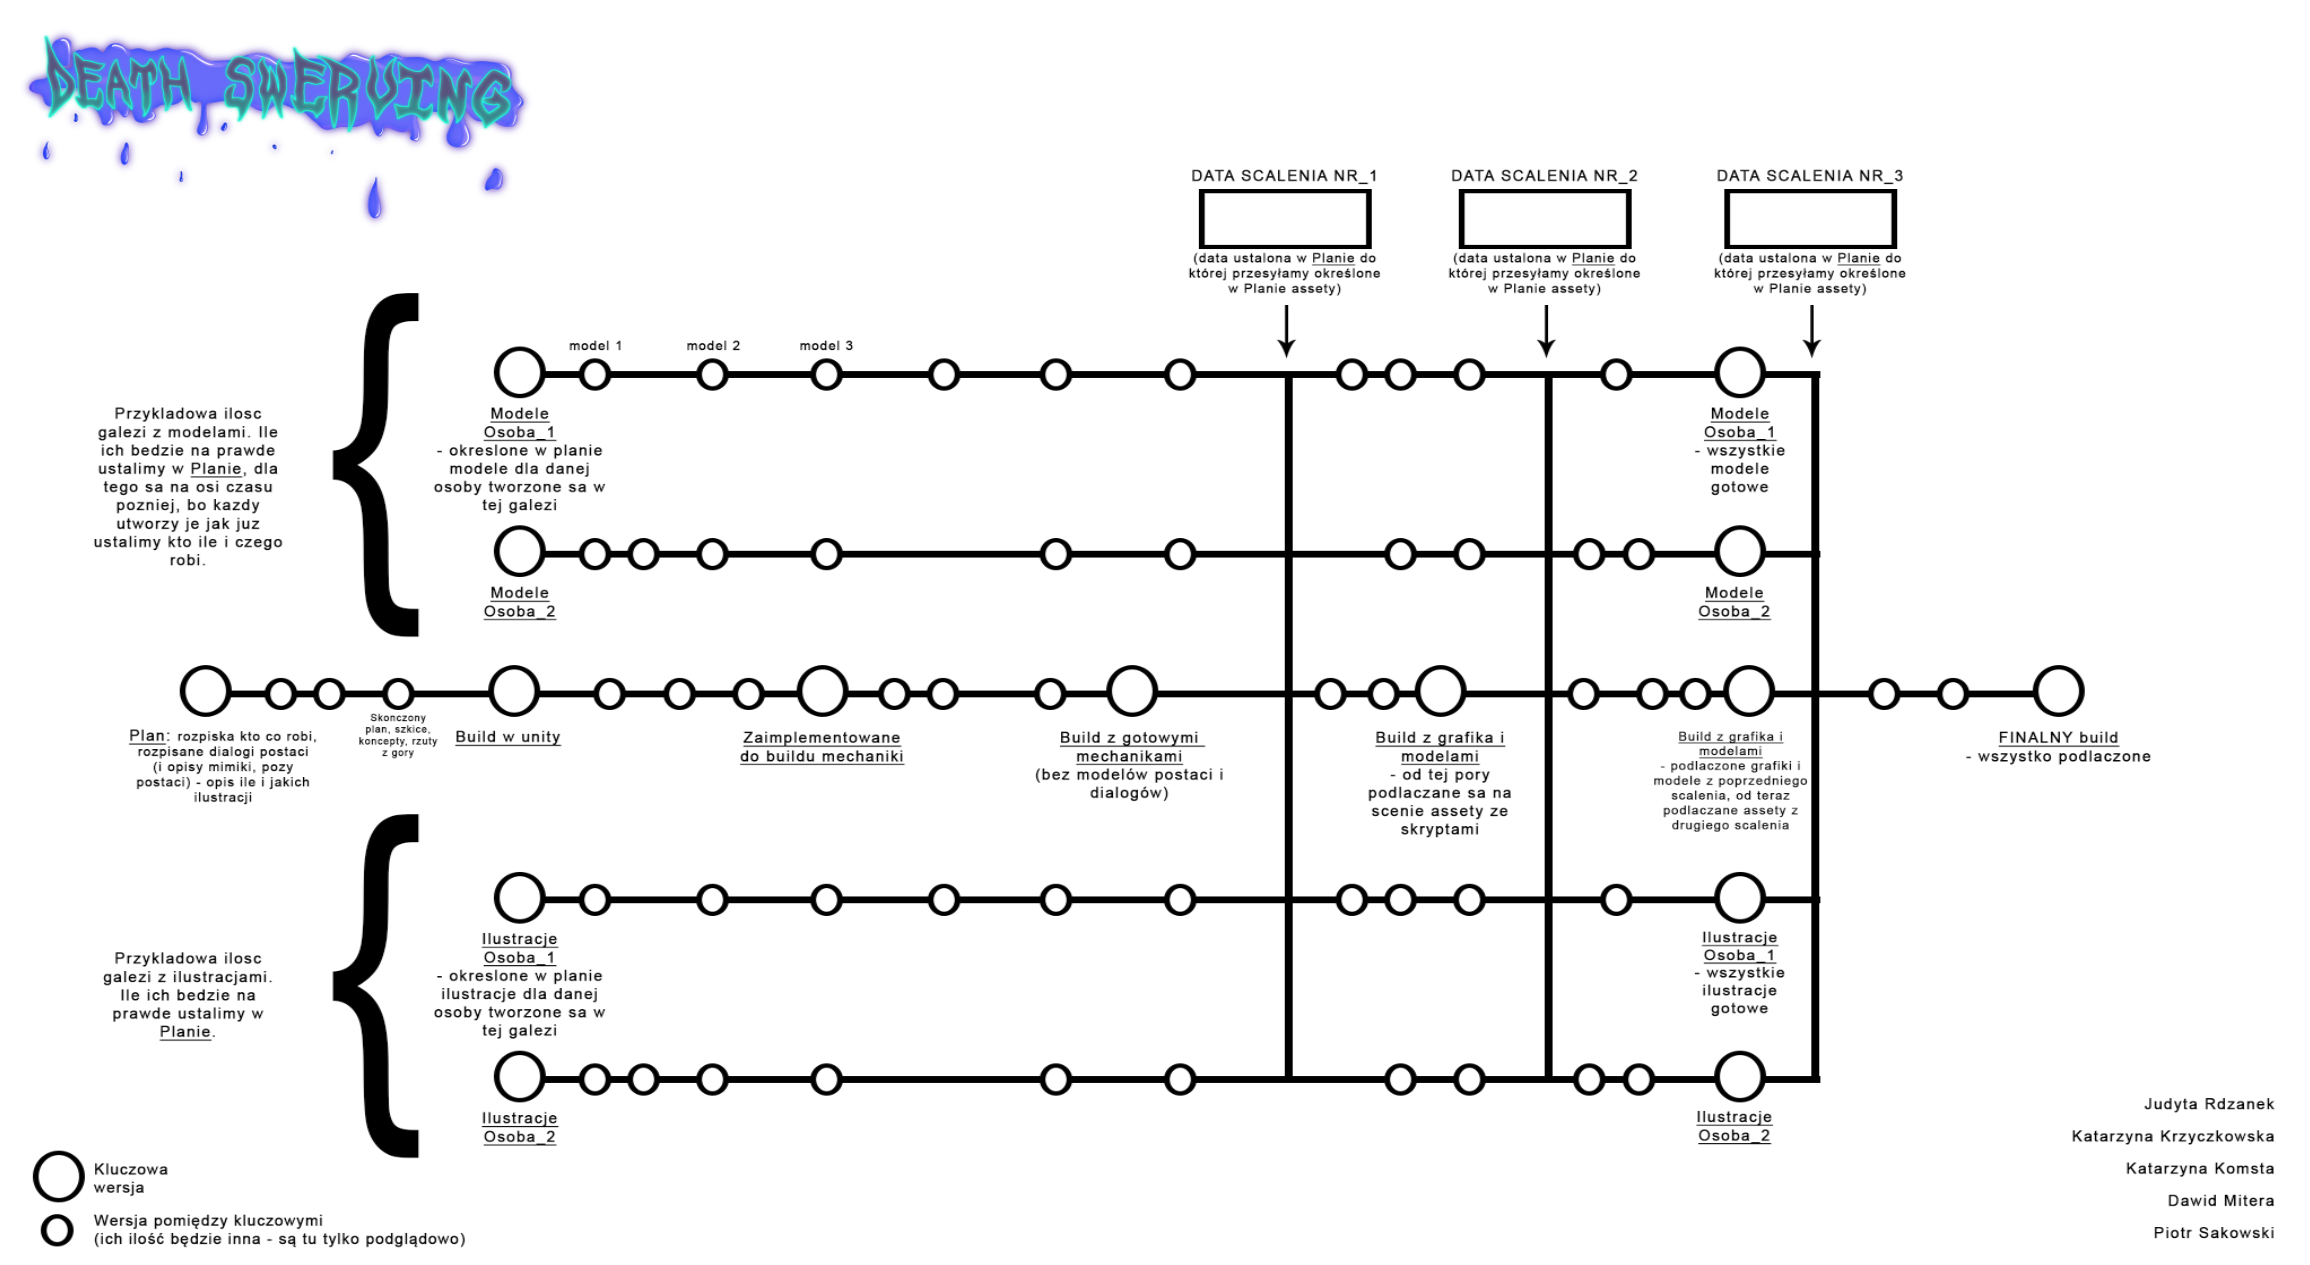 DEATH SWERVING
DATA SCALENIA NR_1
(data ustalona w Planie do
której przesyłamy określone
w Planie assety)
DATA SCALENIA NR_2
(data ustalona w Planie do
której przesyłamy określone
w Planie assety)
DATA SCALENIA NR_3
(data ustalona w Planie do
której przesyłamy określone
w Planie assety)
model 1
model 2
model 3
Przykladowa ilosc
galezi z modelami. Ile
ich bedzie na prawde
ustalimy w Planie, dla
tego sa na osi czasu
pozniej, bo kazdy
utworzy je jak juz
ustalimy kto ile i czego
robi.
Modele
Osoba_1
- okreslone w planie
modele dla danej
osoby tworzone sa w
tej galezi
Modele
Osoba_1
- wszystkie
modele
gotowe
Modele
Osoba_2
Modele
Osoba_2
Plan: rozpiska kto co robi,
rozpisane dialogi postaci
(i opisy mimiki, pozy
postaci) - opis ile i jakich
ilustracji
Skonczony
plan, szkice,
koncepty, rzuty
z gory
Build w unity
Zaimplementowane
do buildu mechaniki
Build z gotowymi
mechanikami
(bez modelów postaci i
dialogów)
Build z grafika i
modelami
- od tej pory
podlaczane sa na
scenie assety ze
skryptami
Build z grafika i
modelami
- podlaczone grafiki i
modele z poprzedniego
scalenia, od teraz
podlaczane assety z
drugiego scalenia
FINALNY build
- wszystko podlaczone
Przykladowa ilosc
galezi z ilustracjami.
Ile ich bedzie na
prawde ustalimy w
Planie.
Ilustracje
Osoba_1
- okreslone w planie
ilustracje dla danej
osoby tworzone sa w
tej galezi
Ilustracje
Osoba_1
- wszystkie
ilustracje
gotowe
Ilustracje
Osoba_2
Ilustracje
Osoba_2
Kluczowa
wersja
Wersja pomiędzy kluczowymi
(ich ilość będzie inna - są tu tylko podglądowo)
Judyta Rdzanek
Katarzyna Krzyczkowska
Katarzyna Komsta
Dawid Mitera
Piotr Sakowski